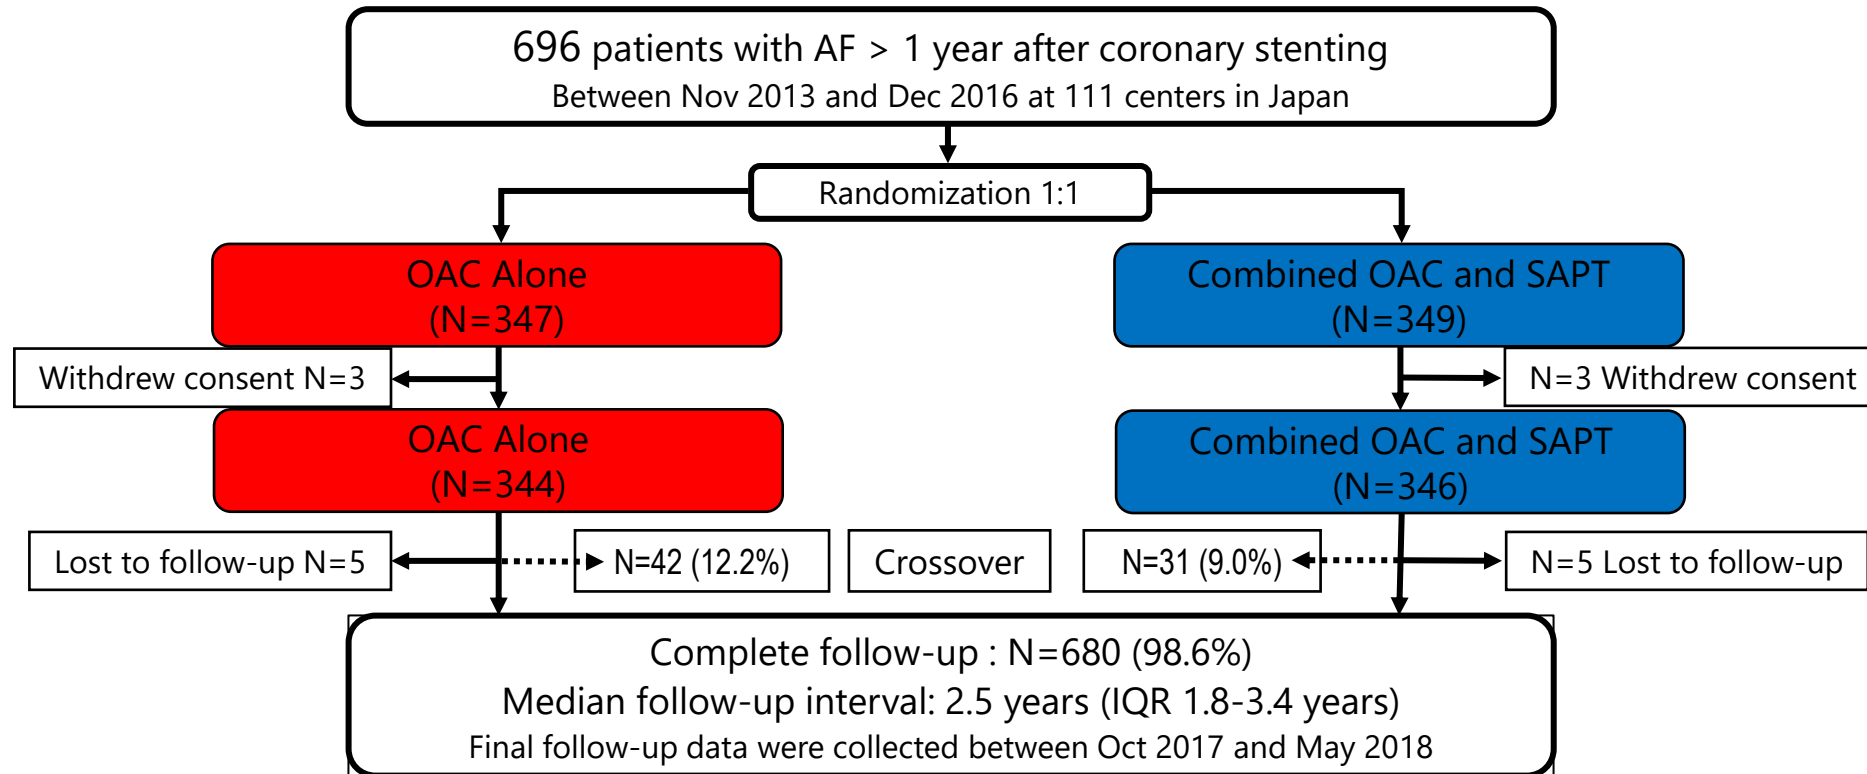 696 patients with AF > 1 year after coronary stenting
Between Nov 2013 and Dec 2016 at 111 centers in Japan
Randomization 1:1
OAC Alone
(N=347)
Combined OAC and SAPT
(N=349)
Withdrew consent N=3
N=3 Withdrew consent
OAC Alone
(N=344)
Combined OAC and SAPT
(N=346)
Lost to follow-up N=5
N=42 (12.2%)
Crossover
N=31 (9.0%)
N=5 Lost to follow-up
Complete follow-up : N=680 (98.6%)
Median follow-up interval: 2.5 years (IQR 1.8-3.4 years)
Final follow-up data were collected between Oct 2017 and May 2018